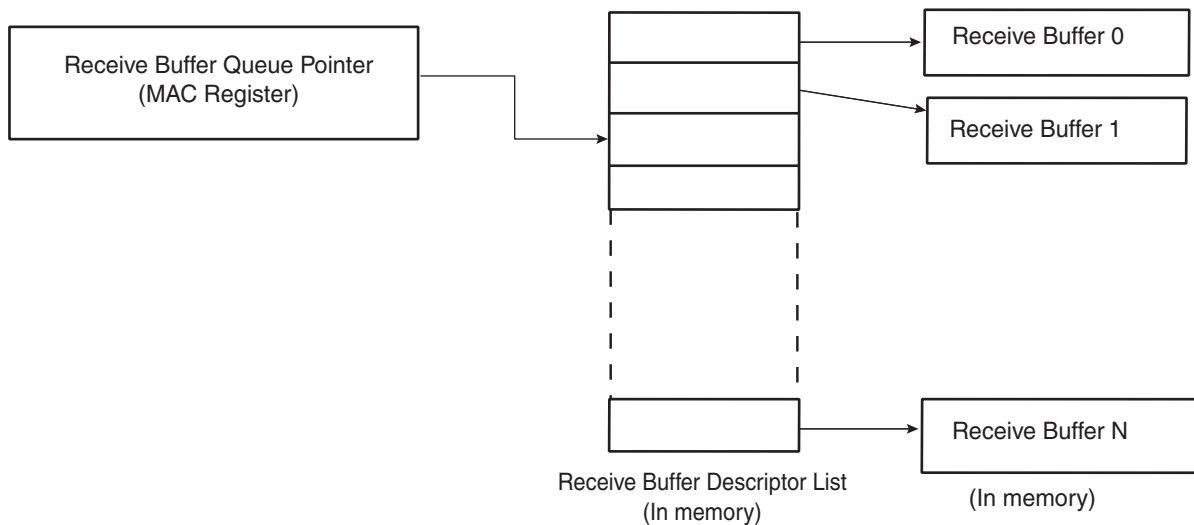 Receive Buffer Queue Pointer
(MAC Register)
Receive Buffer 0
Receive Buffer 1
Receive Buffer N
Receive Buffer Descriptor List
(In memory)
(In memory)